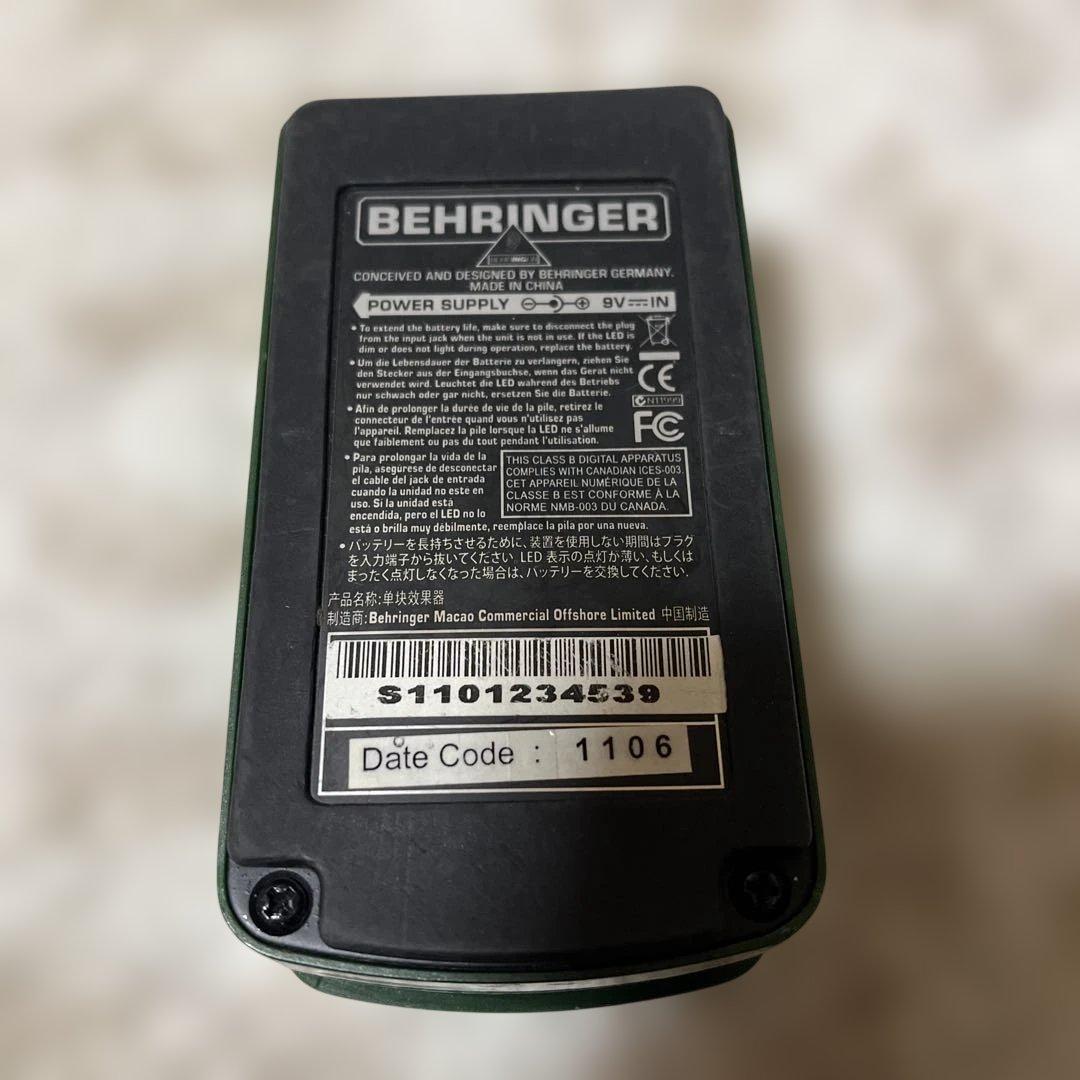 BEHRINGER
BEHRINGER
CONCEIVED AND DESIGNED BY BEHRINGER GERMANY.
MADE IN CHINA
POWER SUPPLY 9V IN
• To extend the battery life, make sure to disconnect the plug
from the input jack when the unit is not in use. If the LED is
dim or does not light during operation, replace the battery.
• Um die Lebensdauer der Batterie zu verlangern, ziehen Sie
den Stecker aus der Eingangsbuchse, wenn das Gerät nicht
verwendet wird. Leuchtet die LED wahrend des Betriebs
nur schwach oder gar nicht, ersetzen Sie die Batterie.
CE
N11999
• Afin de prolonger la durée de vie de la pile, retirez le
connecteur de l'entrée quand vous n'utilizez pas
l'appareil. Remplacez la pile lorsque la LED ne s'allume
que faiblement ou pas du tout pendant l'utilisation.
FC
• Para prolongar la vida de la
pila, asegúrese de desconectar
el cable del jack de entrada
cuando la unidad no este en
uso. Si la unidad está
encendida, pero el LED no lo
está o brilla muy débilmente, reemplace la pila por una nueva.
THIS CLASS B DIGITAL APPARATUS
COMPLIES WITH CANADIAN ICES-003.
CET APPAREIL NUMÉRIQUE DE LA
CLASSE B EST CONFORME À LA
NORME NMB-003 DU CANADA.
• バッテリーを長持ちさせるために、装置を使用しない期間はプラグ
を入力端子から抜いてください。LED 表示の点灯が薄い、もしくは
まったく点灯しなくなった場合は、バッテリーを交換してください.
产品名称:单块效果器
制造商:Behringer Macao Commercial Offshore Limited 中国制造
S1101234539
Date Code : 1106